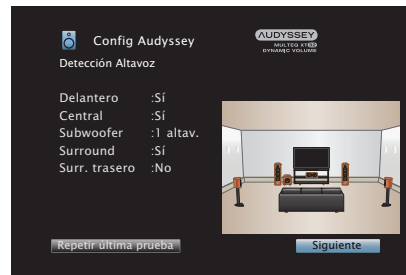 Config Audyssey
AUDYSSEY
MULTEQ XT32
DYNAMIC VOLUME
Detección Altavoz
Delantero :Sí
Central :Sí
Subwoofer :1 altav.
Surround :Sí
Surr. trasero :No
Repetir última prueba
Siguiente